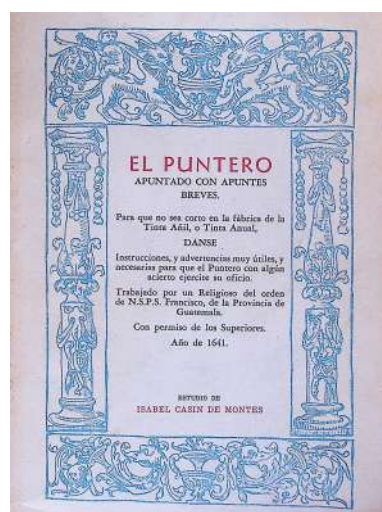 EL PUNTERO
APUNTADO CON APUNTES
BREVES.
Para que no sea corto en la fábrica de la
Tinta Añil, o Tinta Anual,
DANSE
Instrucciones, y advertencias muy útiles, y
necesarias para que el Puntero con algún
acierto ejercite su oficio.
Trabajado por un Religioso del orden
de N.S.P.S. Francisco, de la Provincia de
Guatemala.
Con permiso de los Superiores.
Año de 1641.
ESTUDIO DE
ISABEL CASIN DE MONTES